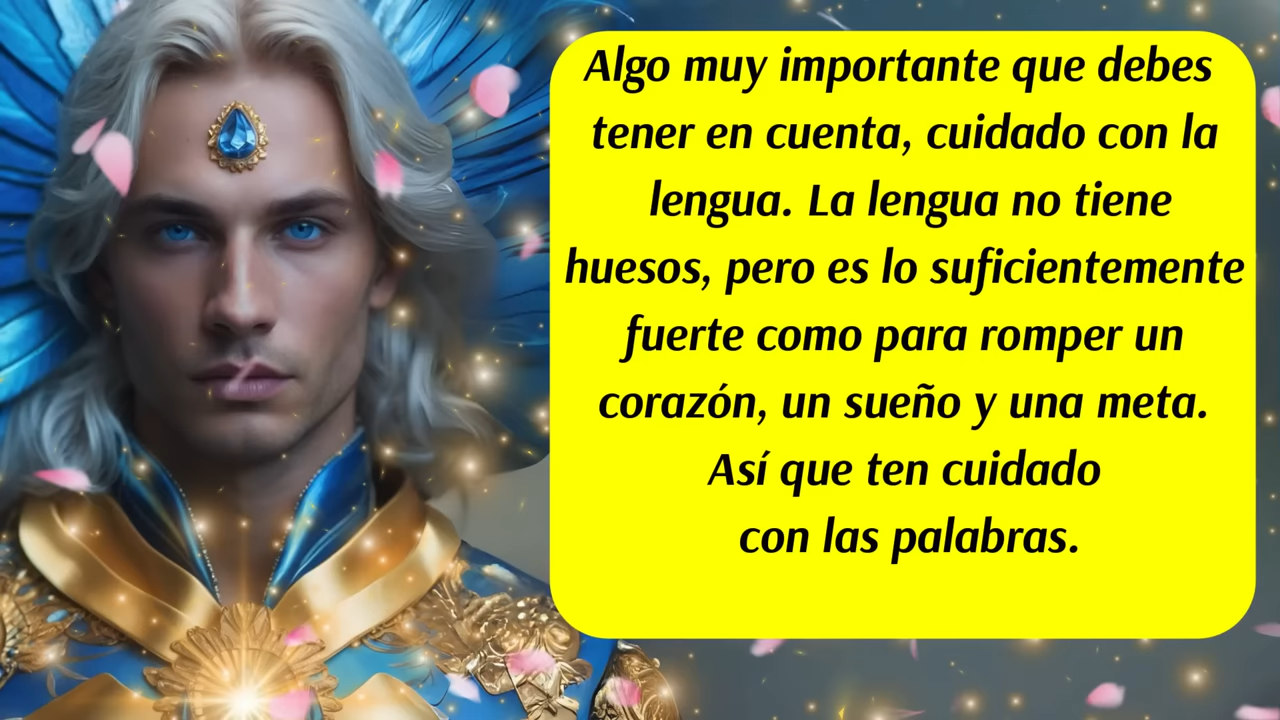 Algo muy importante que debes
tener en cuenta, cuidado con la
lengua. La lengua no tiene
huesos, pero es lo suficientemente
fuerte como para romper un
corazón, un sueño y una meta.
Así que ten cuidado
con las palabras.